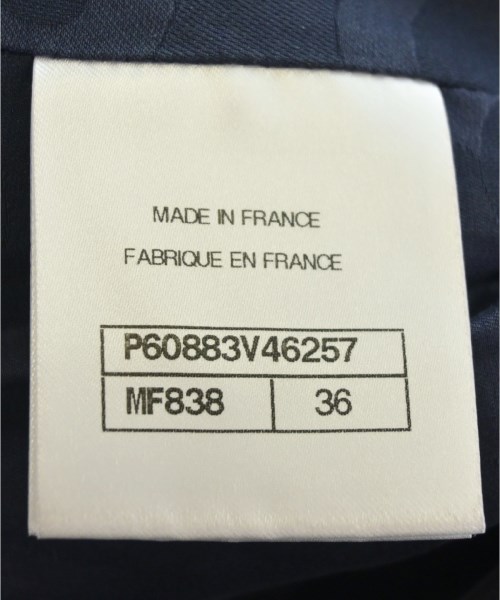 MADE IN FRANCE
FABRIQUE EN FRANCE
P60883V46257
MF838 36